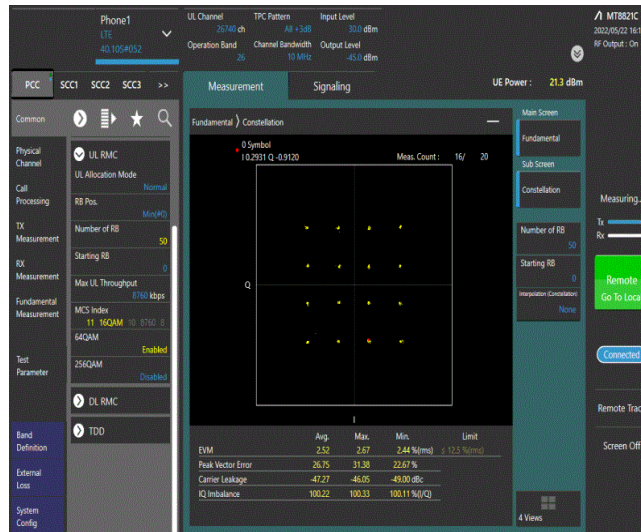 Phone1
LTE
40.105#052
UL Channel 26740 ch
TPC Pattern All +3dB
Input Level 30.0 dBm
Operation Band 26
Channel Bandwidth 10 MHz
Output Level -45.0 dBm
MT8821C
2022/05/22 16:1
RF Output : On
PCC SCC1 SCC2 SCC3 >>
Measurement Signaling
UE Power : 21.3 dBm
Common
Physical
Channel
Call
Processing
TX
Measurement
RX
Measurement
Fundamental
Measurement
Test
Parameter
Band
Definition
External
Loss
System
Config
UL RMC
UL Allocation Mode
Normal
RB Pos.
Min(#0)
Number of RB
50
Starting RB
0
Max UL Throughput
8760 kbps
MCS Index
11 16QAM 10 8760 8
64QAM
Enabled
256QAM
Disabled
DL RMC
TDD
Fundamental Constellation
0 Symbol
I 0.2931 Q -0.9120 Meas. Count : 16/ 20
Q
I
Avg. Max. Min. Limit
EVM 2.52 2.67 2.44 %(rms) ≤ 12.5 %(rms)
Peak Vector Error 26.75 31.38 22.67 %
Carrier Leakage -47.27 -46.05 -49.00 dBc
IQ Imbalance 100.22 100.33 100.11 %(I/Q)
Main Screen
Fundamental
Sub Screen
Constellation
Number of RB
50
Starting RB
0
Interpolation (Constellation)
None
4 Views
Measuring..
Tx
Rx
Remote
Go To Loca
Connected
Remote Trac
Screen Off